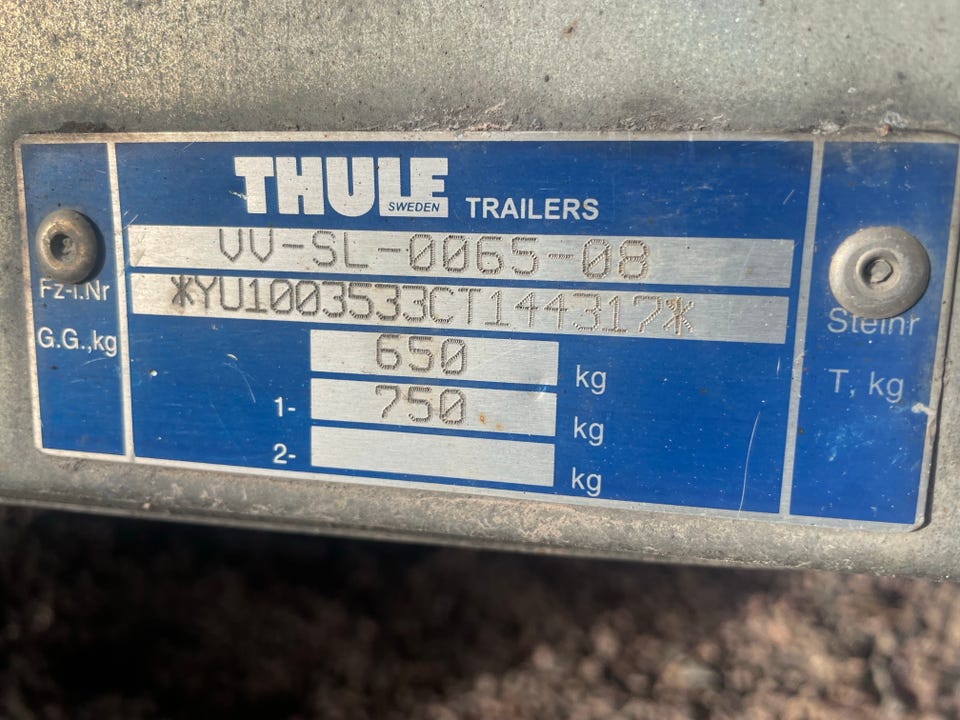 THULE
SWEDEN TRAILERS
VV-SL-0065-08
Fz-I.Nr *YU1003533CT144317* Stelnr
G.G.,kg 650 kg T, kg
1- 750 kg
2- kg